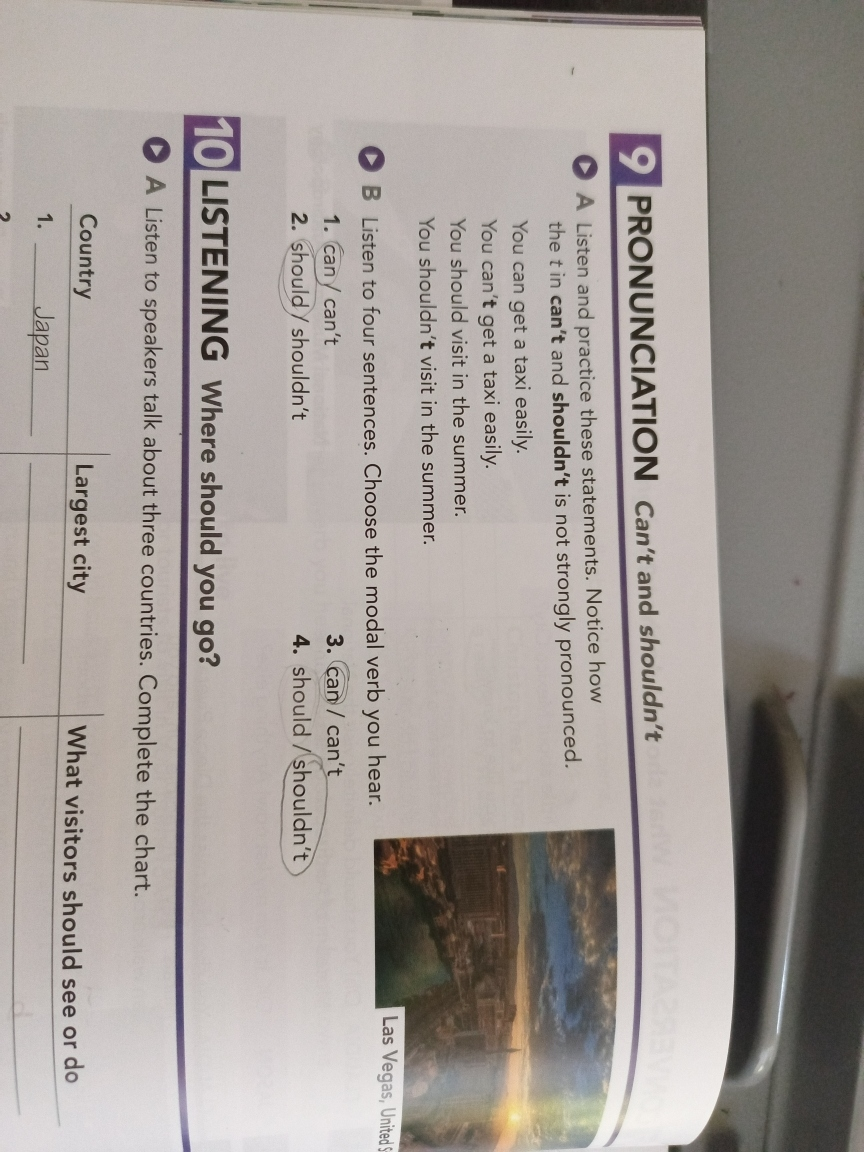 9 PRONUNCIATION Can't and shouldn't
A Listen and practice these statements. Notice how
the t in can't and shouldn't is not strongly pronounced.
You can get a taxi easily.
You can't get a taxi easily.
You should visit in the summer.
You shouldn't visit in the summer.
Las Vegas, United
B Listen to four sentences. Choose the modal verb you hear.
1. can / can't
2. should / shouldn't
3. can / can't
4. should / shouldn't
10 LISTENING Where should you go?
A Listen to speakers talk about three countries. Complete the chart.
Country Largest city What visitors should see or do
1. Japan
2